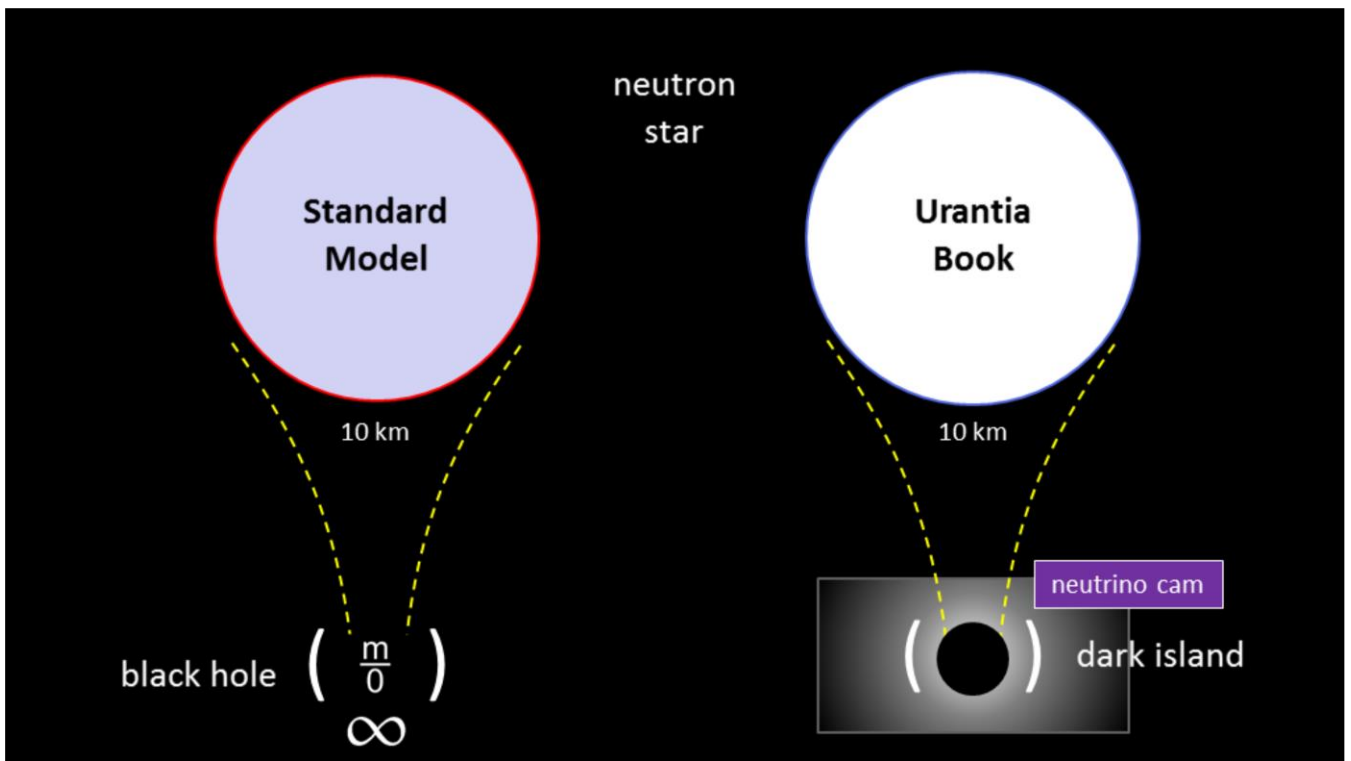 neutron
star
Standard
Model
Urantia
Book
10 km
10 km
neutrino cam
black hole ( m/0 )
∞
( ) dark island